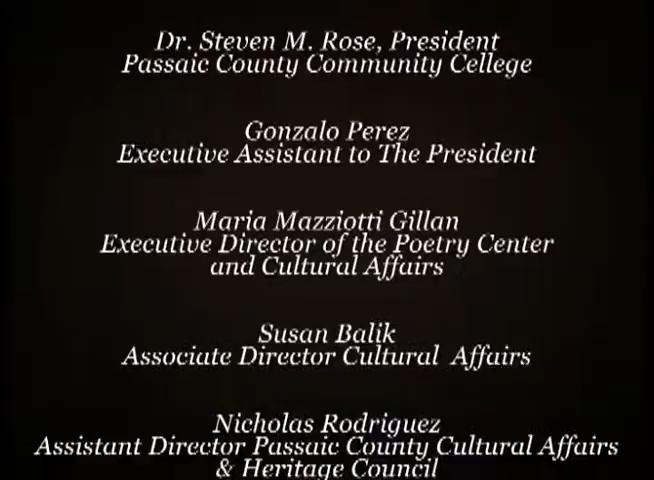 Dr. Steven M. Rose, President
Passaic County Community Cellege
Gonzalo Perez
Executive Assistant to The President
Maria Mazziotti Gillan
Executive Director of the Poetry Center
and Cultural Affairs
Susan Balik
Associate Director Cultural Affairs
Nicholas Rodriguez
Assistant Director Passaic County Cultural Affairs
& Heritage Council